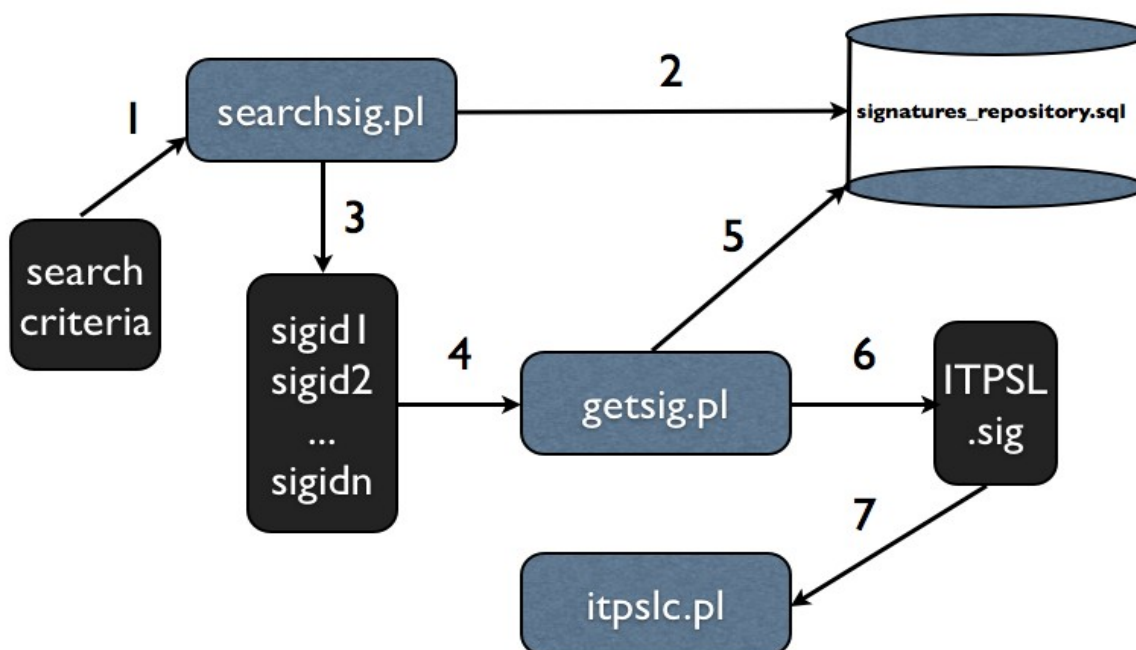 1
searchsig.pl
2
signatures_repository.sql
search
criteria
3
sigid1
sigid2
...
sigidn
4
5
getsig.pl
6
ITPSL
.sig
7
itpslc.pl